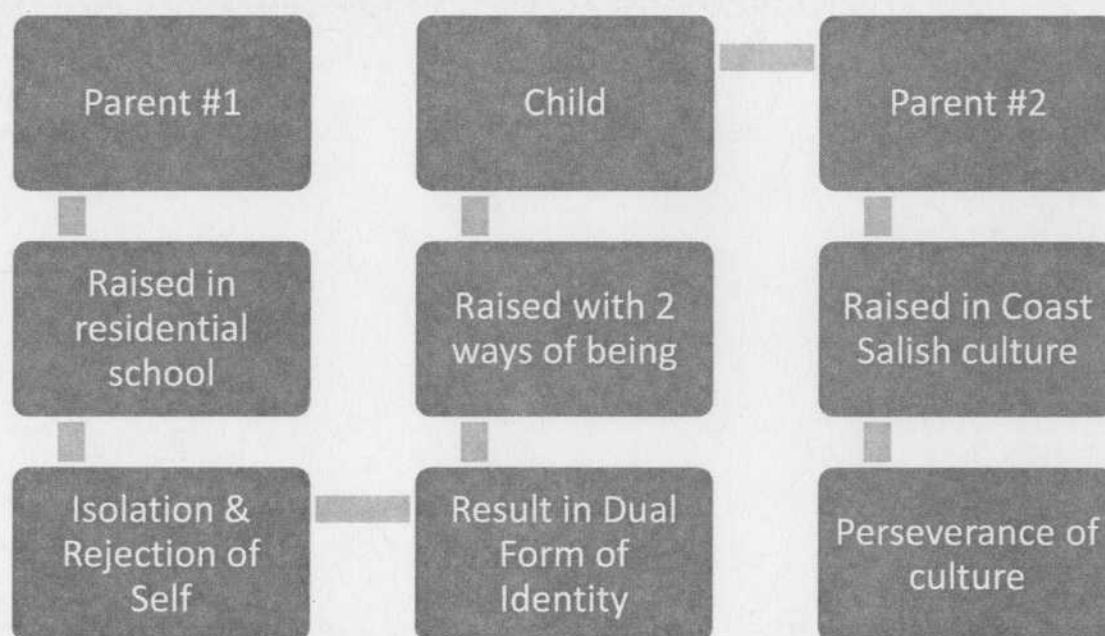 Parent #1
Raised in
residential
school
Isolation &
Rejection of
Self
Child
Raised with 2
ways of being
Result in Dual
Form of
Identity
Parent #2
Raised in Coast
Salish culture
Perseverance of
culture